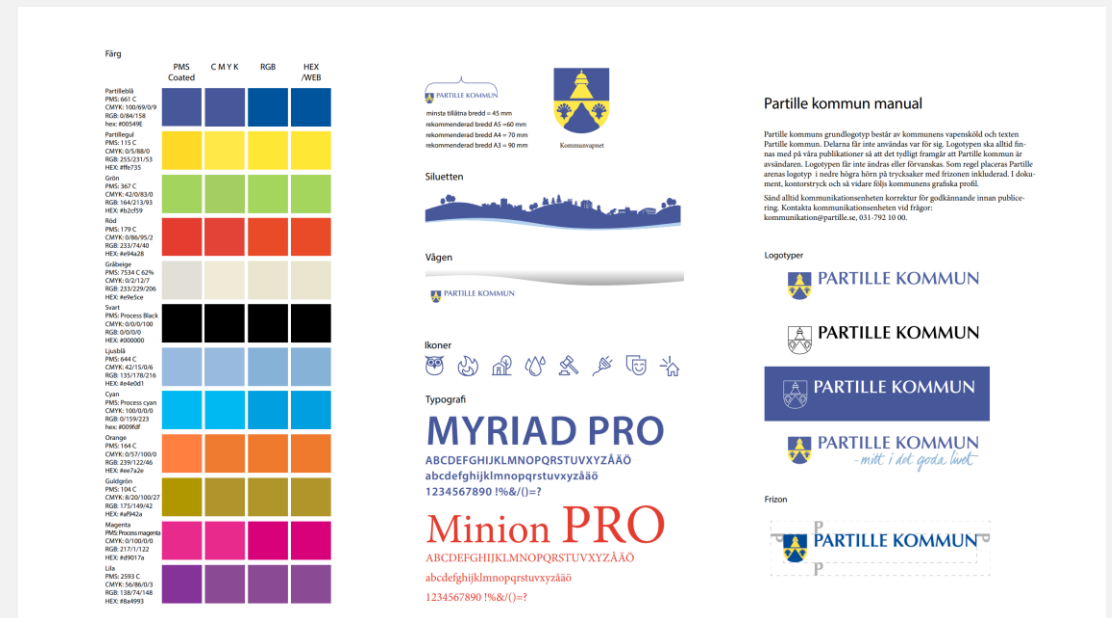 Färg
PMS
Coated
C M Y K
RGB
HEX
/WEB
Partilleblå
PMS: 661 C
CMYK: 100/69/0/9
RGB: 0/84/158
hex: #00549E
Partillegul
PMS: 115 C
CMYK: 0/5/88/0
RGB: 255/231/53
HEX: #ffe735
Grön
PMS: 367 C
CMYK: 42/0/83/0
RGB: 164/213/93
HEX: #b2cf59
Röd
PMS: 179 C
CMYK: 0/86/95/2
RGB: 233/74/40
HEX: #e94a28
Gråbeige
PMS: 7534 C 62%
CMYK: 0/2/12/7
RGB: 233/229/206
HEX: #e9e5ce
Svart
PMS: Process Black
CMYK: 0/0/0/100
RGB: 0/0/0/0
HEX: #000000
Ljusblå
PMS: 644 C
CMYK: 42/15/0/6
RGB: 135/178/216
HEX: #e4e0d1
Cyan
PMS: Process cyan
CMYK: 100/0/0/0
RGB: 0/159/223
hex: #009fdf
Orange
PMS: 164 C
CMYK: 0/57/100/0
RGB: 239/122/46
HEX: #ee7a2e
Guldgrön
PMS: 104 C
CMYK: 8/20/100/27
RGB: 175/149/42
HEX: #af942a
Magenta
PMS:Process magenta
CMYK: 0/100/0/0
RGB: 217/1/122
HEX: #d9017a
Lila
PMS: 2593 C
CMYK: 56/86/0/3
RGB: 138/74/148
HEX: #8a4993
PARTILLE KOMMUN
minsta tillåtna bredd = 45 mm
rekommenderad bredd A5 =60 mm
rekommenderad bredd A4 = 70 mm
rekommenderad bredd A3 = 90 mm
Kommunvapnet
Siluetten
Vågen
PARTILLE KOMMUN
Ikoner
Typografi
MYRIAD PRO
ABCDEFGHIJKLMNOPQRSTUVXYZÅÄÖ
abcdefghijklmnopqrstuvxyzåäö
1234567890 !%&/()=?
Minion PRO
ABCDEFGHIJKLMNOPQRSTUVXYZÅÄÖ
abcdefghijklmnopqrstuvxyzåäö
1234567890 !%&/()=?
Partille kommun manual
Partille kommuns grundlogotyp består av kommunens vapensköld och texten
Partille kommun. Delarna får inte användas var för sig. Logotypen ska alltid fin-
nas med på våra publikationer så att det tydligt framgår att Partille kommun är
avsändaren. Logotypen får inte ändras eller förvanskas. Som regel placeras Partille
arenas logotyp i nedre högra hörn på trycksaker med frizonen inkluderad. I doku-
ment, kontorstryck och så vidare följs kommunens grafiska profil.
Sänd alltid kommunikationsenheten korrektur för godkännande innan publice-
ring. Kontakta kommunikationsenheten vid frågor:
kommunikation@partille.se, 031-792 10 00.
Logotyper
PARTILLE KOMMUN
PARTILLE KOMMUN
PARTILLE KOMMUN
PARTILLE KOMMUN
- mitt i det goda livet
Frizon
P
P
PARTILLE KOMMUN
P
P